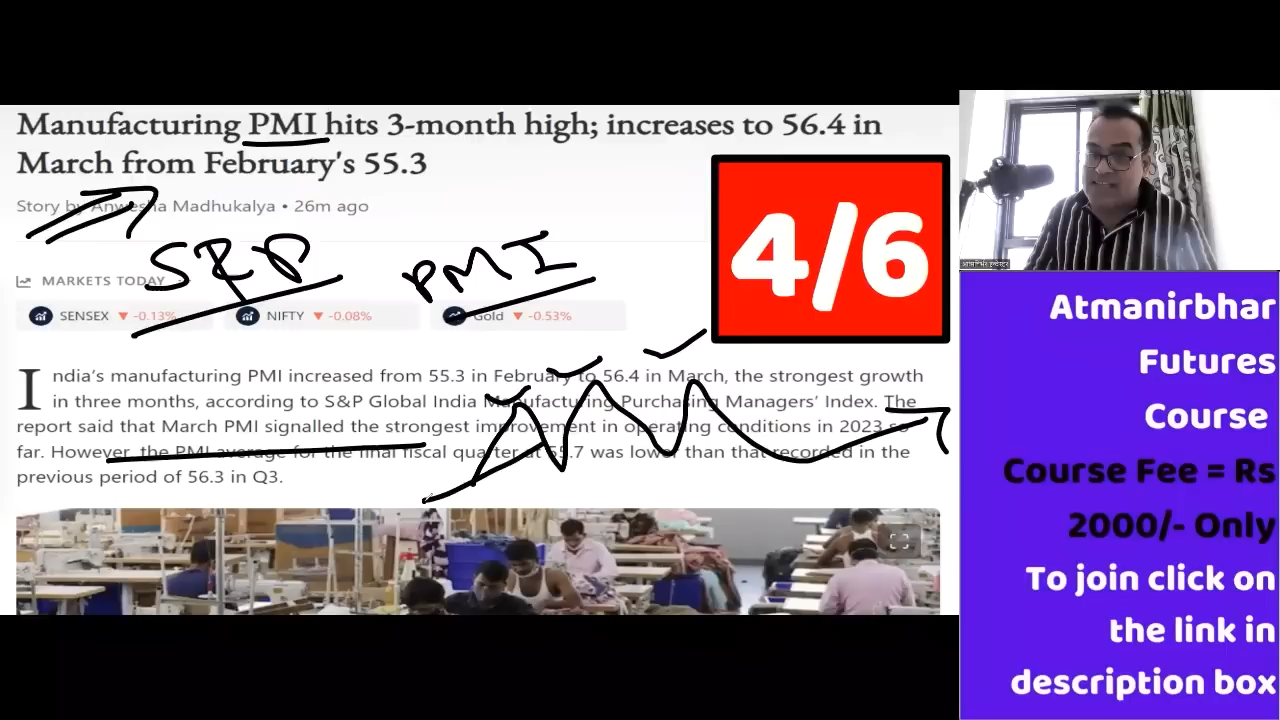 Manufacturing PMI hits 3-month high; increases to 56.4 in
March from February's 55.3
Story by Anwesha Madhukalya • 26m ago
S&P
PMI
MARKETS TODAY
SENSEX ▼ -0.13%
NIFTY ▼ -0.08%
Gold ▼ -0.53%
4/6
India’s manufacturing PMI increased from 55.3 in February to 56.4 in March, the strongest growth
in three months, according to S&P Global India Manufacturing Purchasing Managers’ Index. The
report said that March PMI signalled the strongest improvement in operating conditions in 2023 so
far. However, the PMI average for the final fiscal quarter at 55.7 was lower than that recorded in the
previous period of 56.3 in Q3.
Atmanirbhar
Futures
Course
Course Fee = Rs
2000/- Only
To join click on
the link in
description box